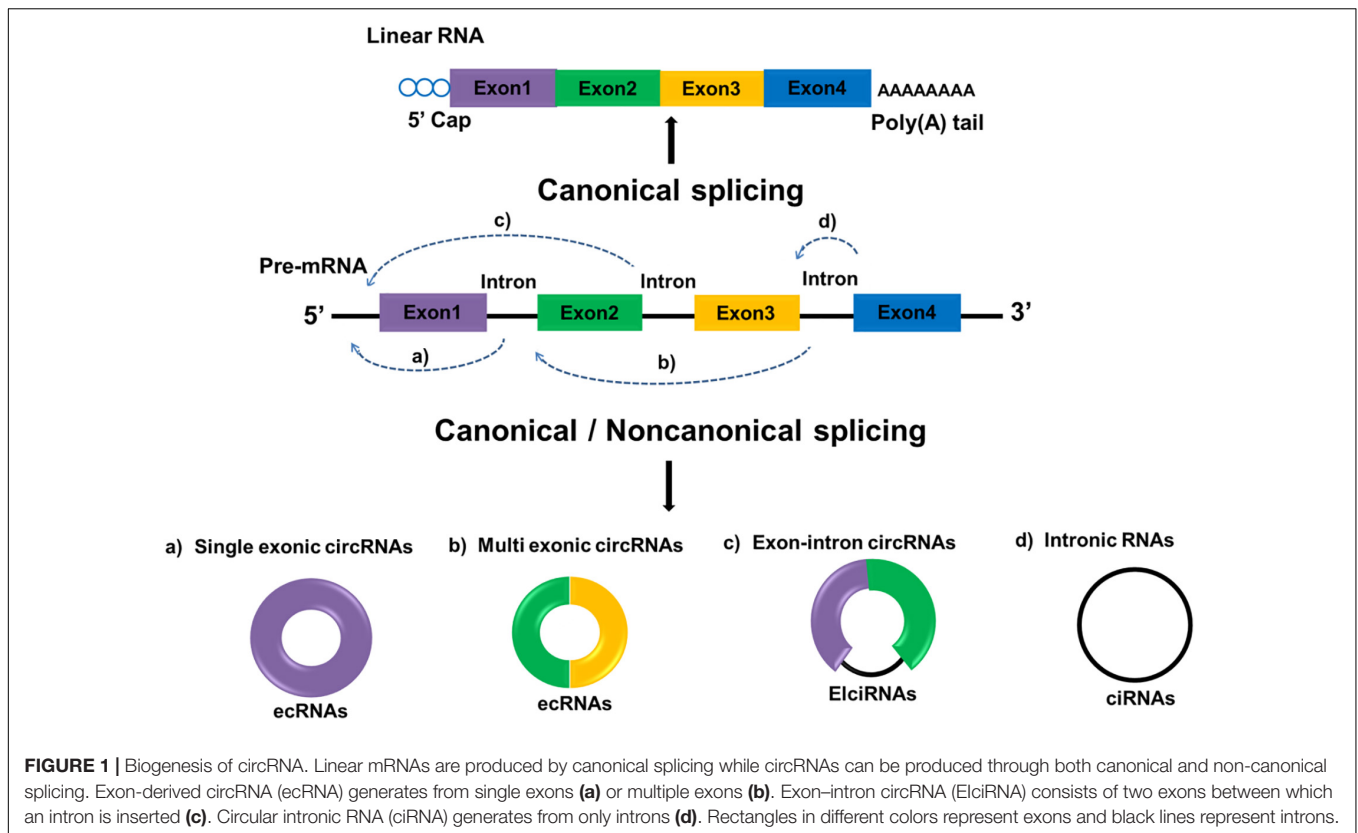 Linear RNA
Exon1 Exon2 Exon3 Exon4 AAAAAAAA
5’ Cap Poly(A) tail
Canonical splicing
c) d)
Pre-mRNA Intron Intron Intron
5’ Exon1 Exon2 Exon3 Exon4 3’
a) b)
Canonical / Noncanonical splicing
a) Single exonic circRNAs b) Multi exonic circRNAs c) Exon-intron circRNAs d) Intronic RNAs
ecRNAs ecRNAs EIciRNAs ciRNAs
FIGURE 1 | Biogenesis of circRNA. Linear mRNAs are produced by canonical splicing while circRNAs can be produced through both canonical and non-canonical
splicing. Exon-derived circRNA (ecRNA) generates from single exons (a) or multiple exons (b). Exon–intron circRNA (EIciRNA) consists of two exons between which
an intron is inserted (c). Circular intronic RNA (ciRNA) generates from only introns (d). Rectangles in different colors represent exons and black lines represent introns.